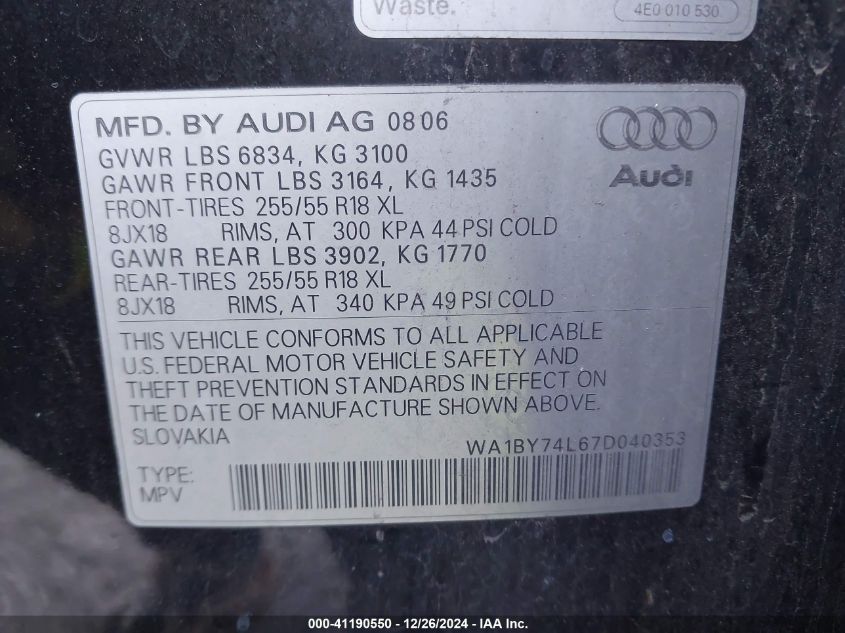 Waste.
4E0 010 530
MFD. BY AUDI AG 08 06
Audi
GVWR LBS 6834, KG 3100
GAWR FRONT LBS 3164, KG 1435
FRONT-TIRES 255/55 R18 XL
8JX18 RIMS, AT 300 KPA 44 PSI COLD
GAWR REAR LBS 3902, KG 1770
REAR-TIRES 255/55 R18 XL
8JX18 RIMS, AT 340 KPA 49 PSI COLD
THIS VEHICLE CONFORMS TO ALL APPLICABLE
U.S. FEDERAL MOTOR VEHICLE SAFETY AND
THEFT PREVENTION STANDARDS IN EFFECT ON
THE DATE OF MANUFACTURE SHOWN ABOVE.
SLOVAKIA
WA1BY74L67D040353
TYPE:
MPV
000-41190550 - 12/26/2024 - IAA Inc.